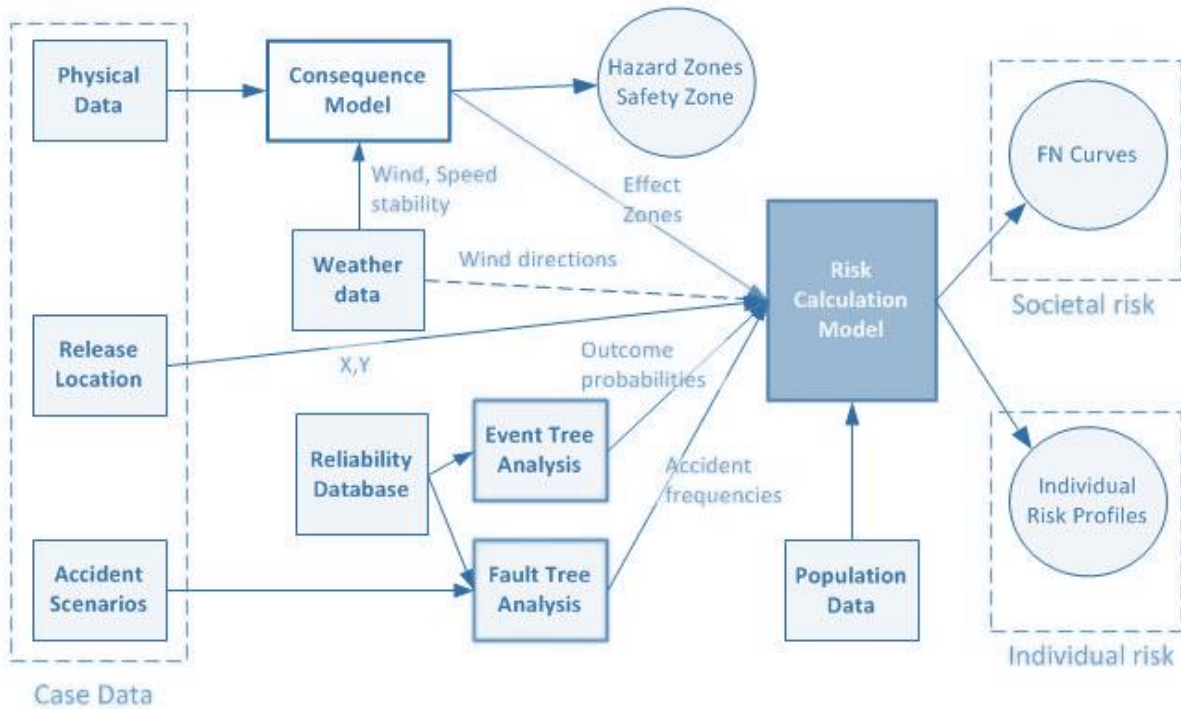 Physical
Data
Consequence
Model
Hazard Zones
Safety Zone
FN Curves
Wind, Speed
stability
Effect
Zones
Weather
data
Wind directions
Risk
Calculation
Model
Societal risk
Release
Location
X,Y
Outcome
probabilities
Reliability
Database
Event Tree
Analysis
Accident
frequencies
Individual
Risk Profiles
Accident
Scenarios
Fault Tree
Analysis
Population
Data
Individual risk
Case Data